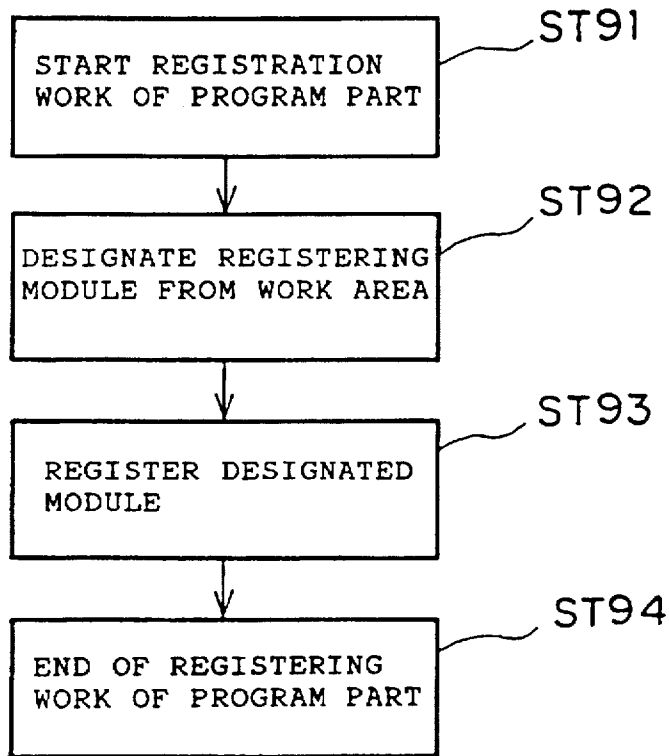 ST91
START REGISTRATION
WORK OF PROGRAM PART
ST92
DESIGNATE REGISTERING
MODULE FROM WORK AREA
ST93
REGISTER DESIGNATED
MODULE
ST94
END OF REGISTERING
WORK OF PROGRAM PART